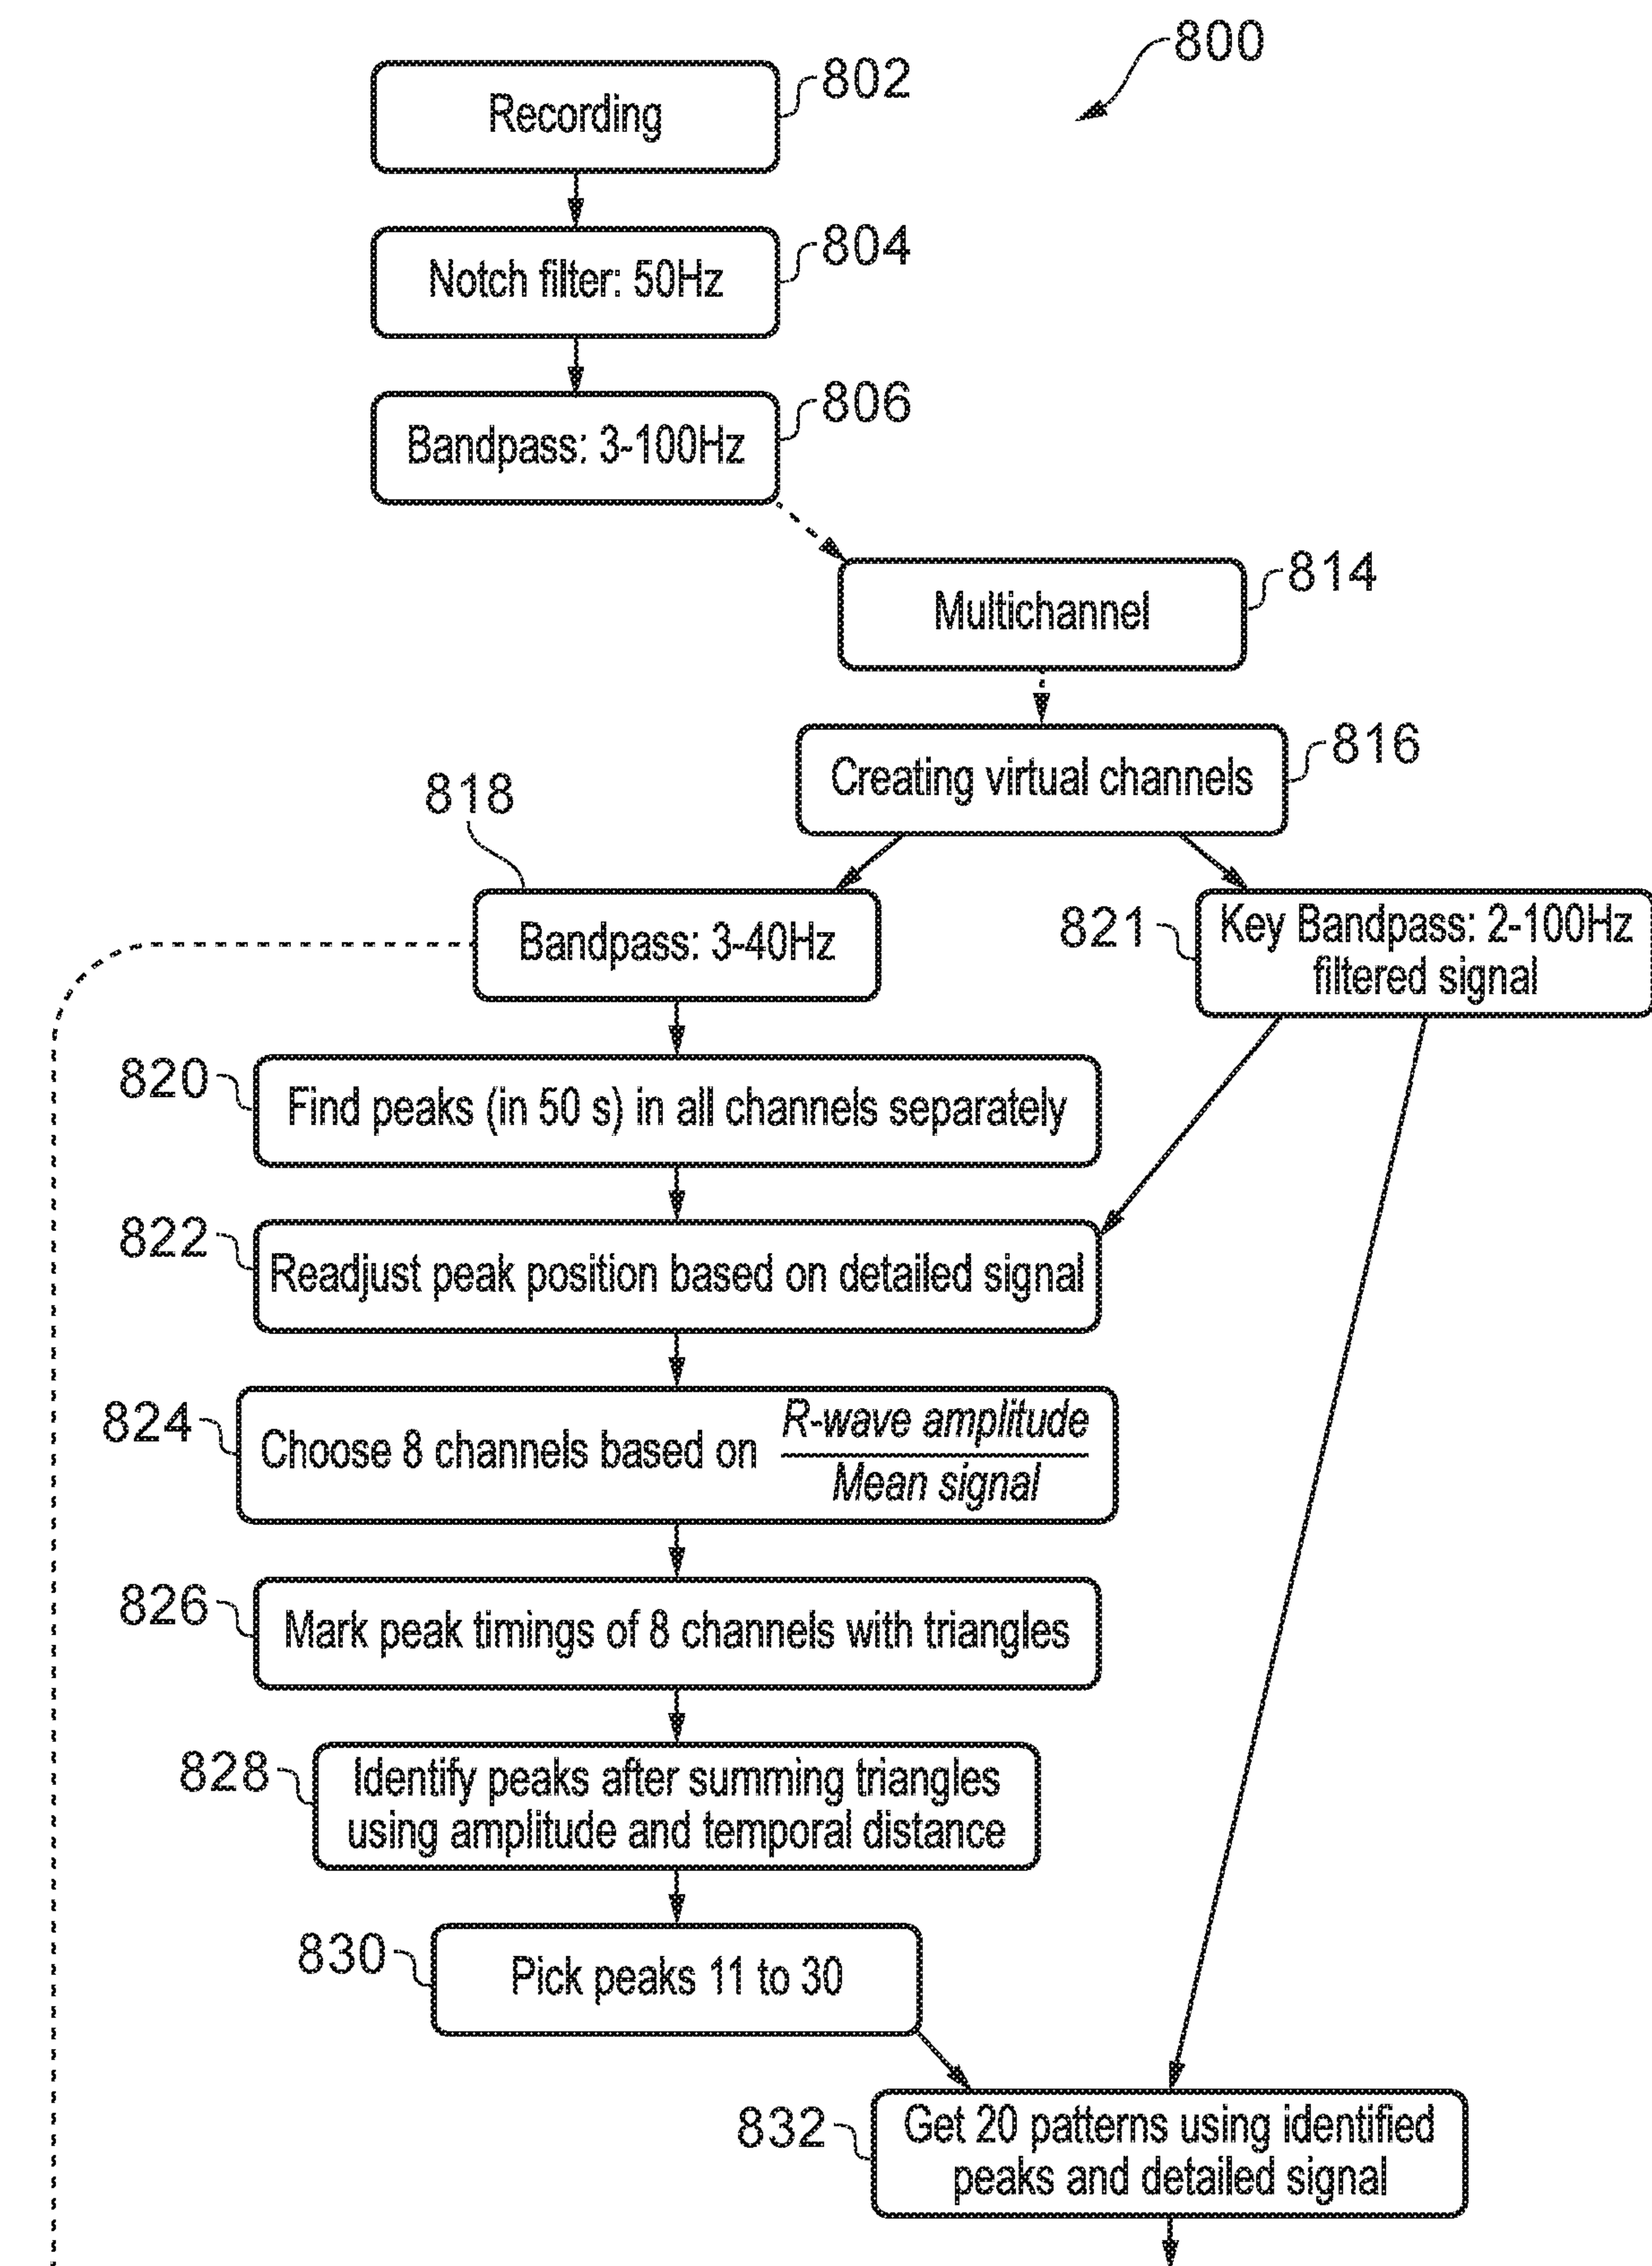 800
Recording
802
Notch filter: 50Hz
804
Bandpass: 3-100Hz
806
Multichannel
814
Creating virtual channels
816
818
Bandpass: 3-40Hz
821
Key Bandpass: 2-100Hz
filtered signal
820
Find peaks (in 50 s) in all channels separately
822
Readjust peak position based on detailed signal
824
Choose 8 channels based on R-wave amplitude
Mean signal
826
Mark peak timings of 8 channels with triangles
828
Identify peaks after summing triangles
using amplitude and temporal distance
830
Pick peaks 11 to 30
832
Get 20 patterns using identified
peaks and detailed signal